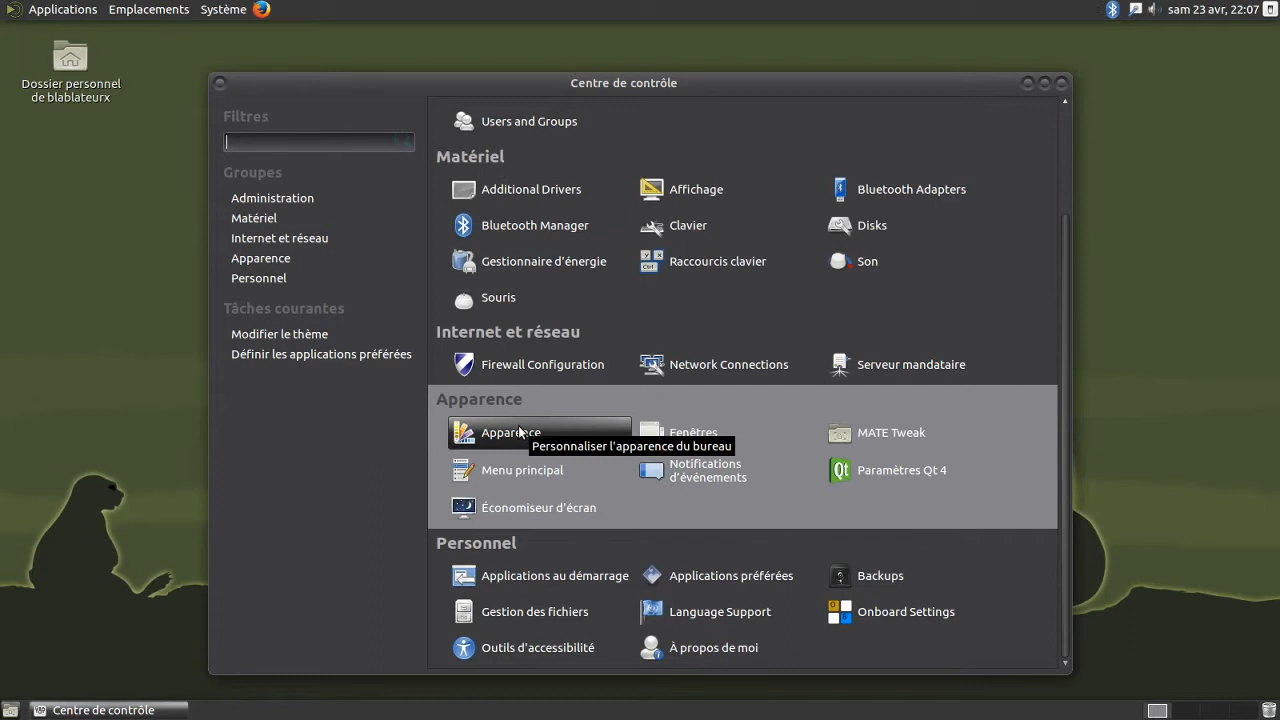 Applications Emplacements Système sam 23 avr, 22:07
Dossier personnel
de blablateurx
Centre de contrôle
Filtres
Groupes
Administration
Matériel
Internet et réseau
Apparence
Personnel
Tâches courantes
Modifier le thème
Définir les applications préférées
Users and Groups
Matériel
Additional Drivers Affichage Bluetooth Adapters
Bluetooth Manager Clavier Disks
Gestionnaire d'énergie Raccourcis clavier Son
Souris
Internet et réseau
Firewall Configuration Network Connections Serveur mandataire
Apparence
Apparence Fenêtres MATE Tweak
Personnaliser l'apparence du bureau
Menu principal Notifications
d'événements Paramètres Qt 4
Économiseur d'écran
Personnel
Applications au démarrage Applications préférées Backups
Gestion des fichiers Language Support Onboard Settings
Outils d'accessibilité À propos de moi
Centre de contrôle